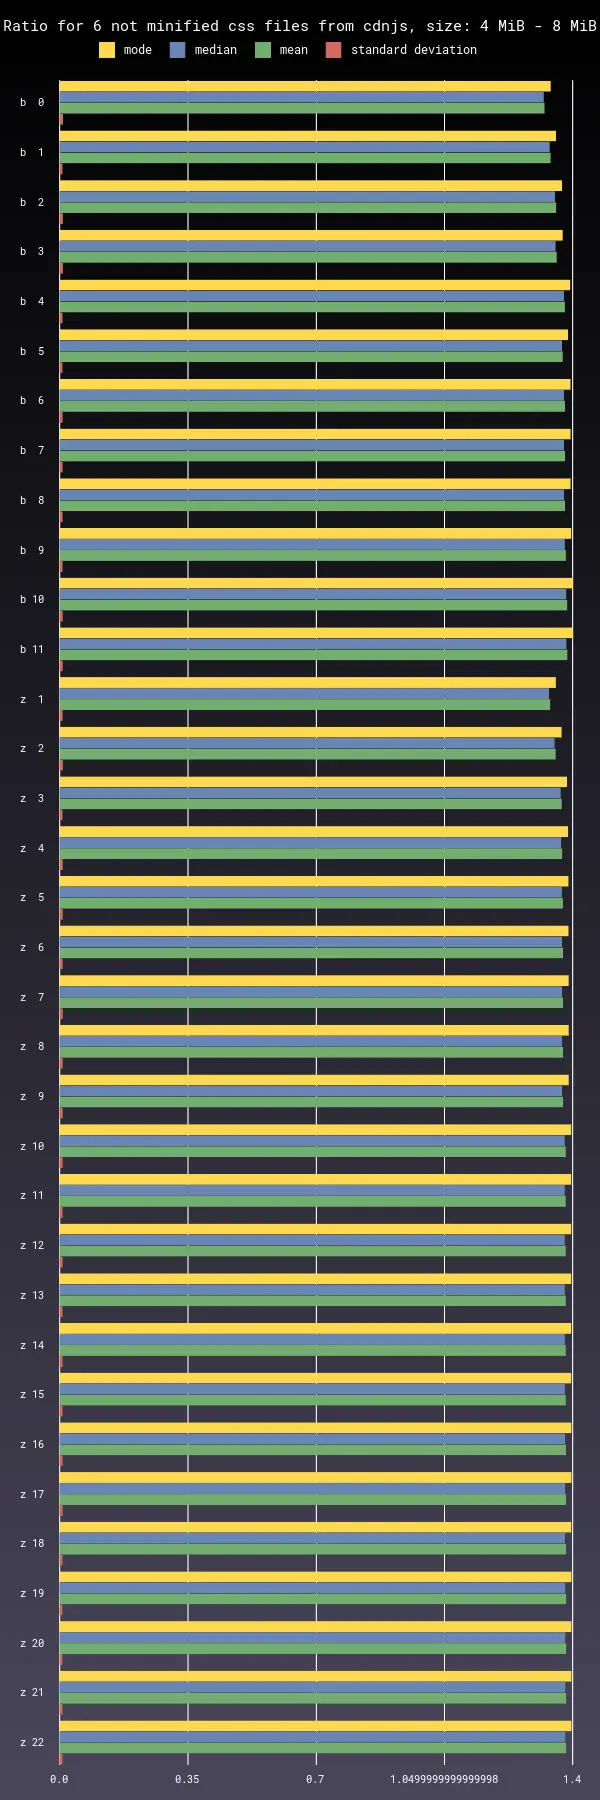 Ratio for 6 not minified css files from cdnjs, size: 4 MiB - 8 MiB
mode median mean standard deviation
b 0
b 1
b 2
b 3
b 4
b 5
b 6
b 7
b 8
b 9
b 10
b 11
z 1
z 2
z 3
z 4
z 5
z 6
z 7
z 8
z 9
z 10
z 11
z 12
z 13
z 14
z 15
z 16
z 17
z 18
z 19
z 20
z 21
z 22
0.0 0.35 0.7 1.0499999999999998 1.4